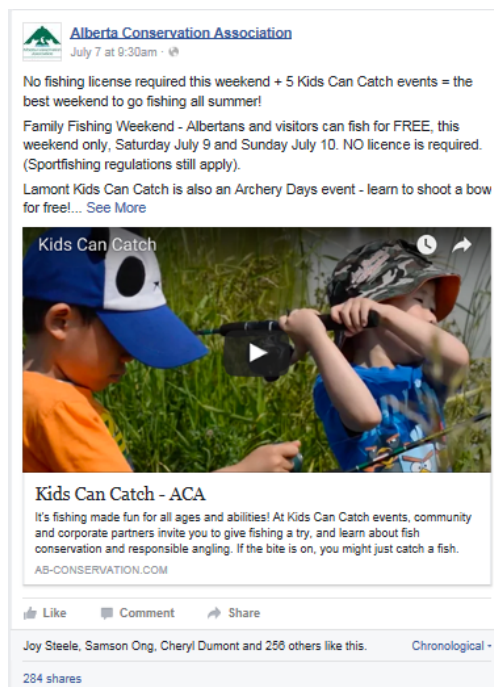 Alberta Conservation Association
July 7 at 9:30am ·
No fishing license required this weekend + 5 Kids Can Catch events = the
best weekend to go fishing all summer!
Family Fishing Weekend - Albertans and visitors can fish for FREE, this
weekend only, Saturday July 9 and Sunday July 10. NO licence is required.
(Sportfishing regulations still apply).
Lamont Kids Can Catch is also an Archery Days event - learn to shoot a bow
for free!... See More
Kids Can Catch
Kids Can Catch - ACA
It's fishing made fun for all ages and abilities! At Kids Can Catch events, community
and corporate partners invite you to give fishing a try, and learn about fish
conservation and responsible angling. If the bite is on, you might just catch a fish.
AB-CONSERVATION.COM
Like Comment Share
Joy Steele, Samson Ong, Cheryl Dumont and 256 others like this. Chronological
284 shares